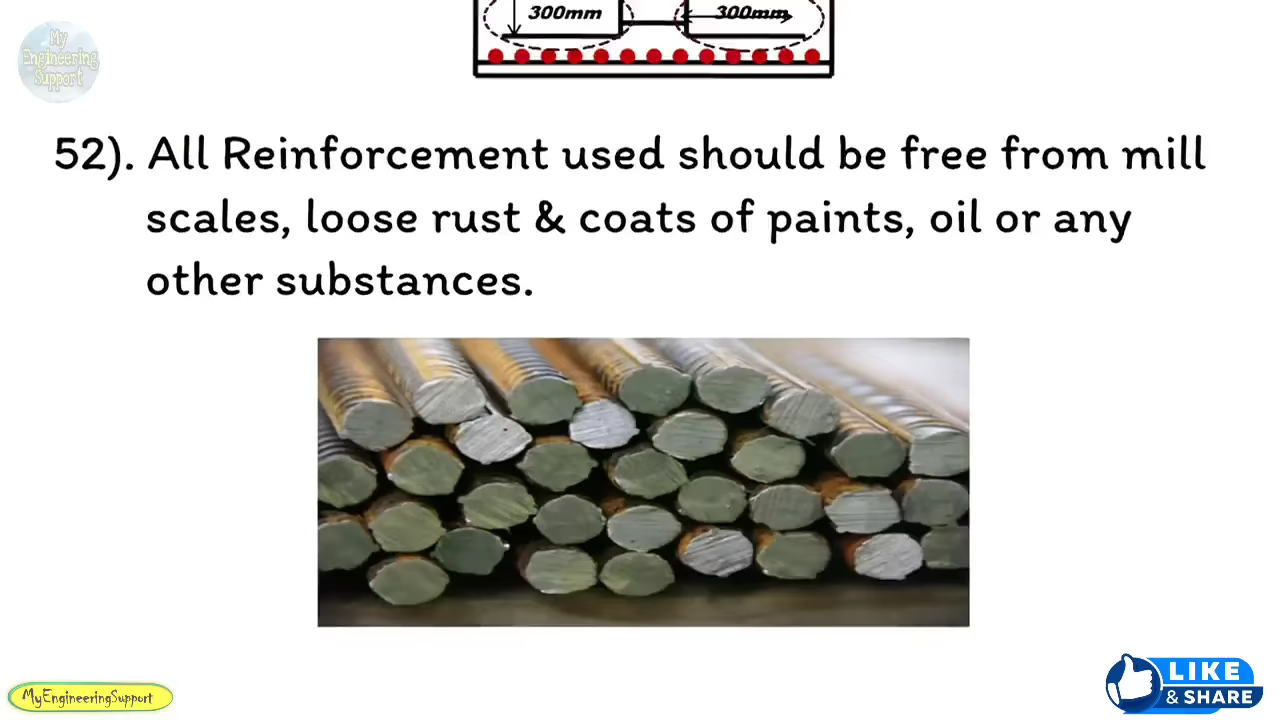 300mm 300mm
My
Engineering
Support
52). All Reinforcement used should be free from mill
scales, loose rust & coats of paints, oil or any
other substances.
MyEngineeringSupport
LIKE
& SHARE